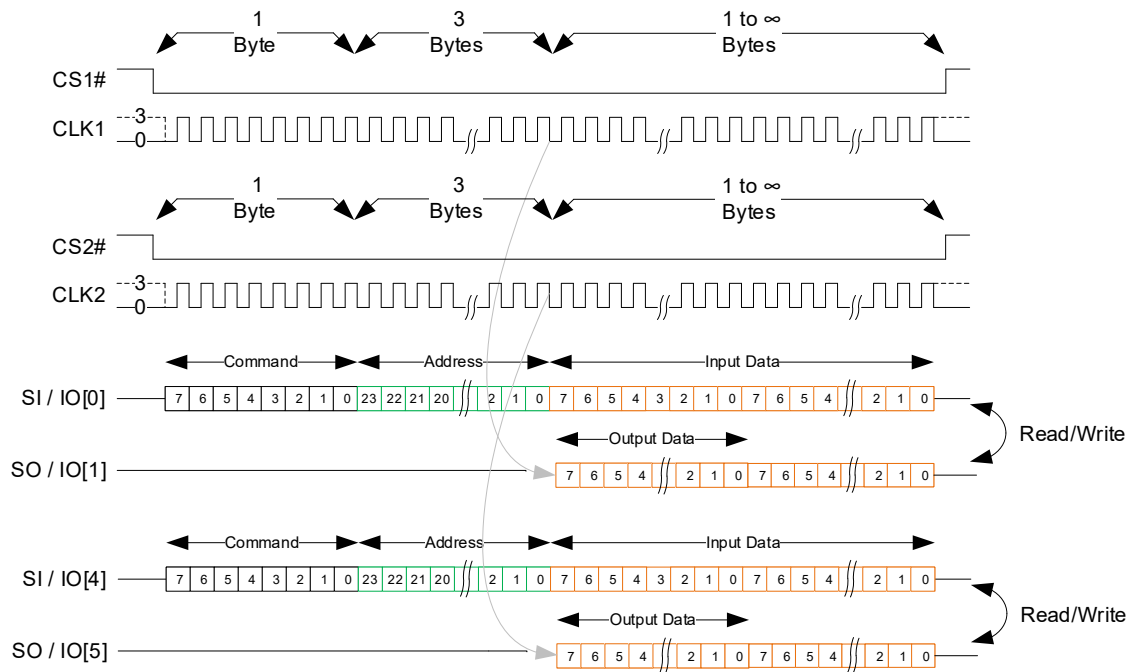 1 3 1 to ∞
Byte Bytes Bytes
CS1#
3
CLK1
0
1 3 1 to ∞
Byte Bytes Bytes
CS2#
3
CLK2
0
Command Address Input Data
SI / IO[0] 7 6 5 4 3 2 1 0 23 22 21 20 2 1 0 7 6 5 4 3 2 1 0 7 6 5 4 2 1 0
Read/Write
Output Data
SO / IO[1] 7 6 5 4 2 1 0 7 6 5 4 2 1 0
Command Address Input Data
SI / IO[4] 7 6 5 4 3 2 1 0 23 22 21 20 2 1 0 7 6 5 4 3 2 1 0 7 6 5 4 2 1 0
Read/Write
Output Data
SO / IO[5] 7 6 5 4 2 1 0 7 6 5 4 2 1 0